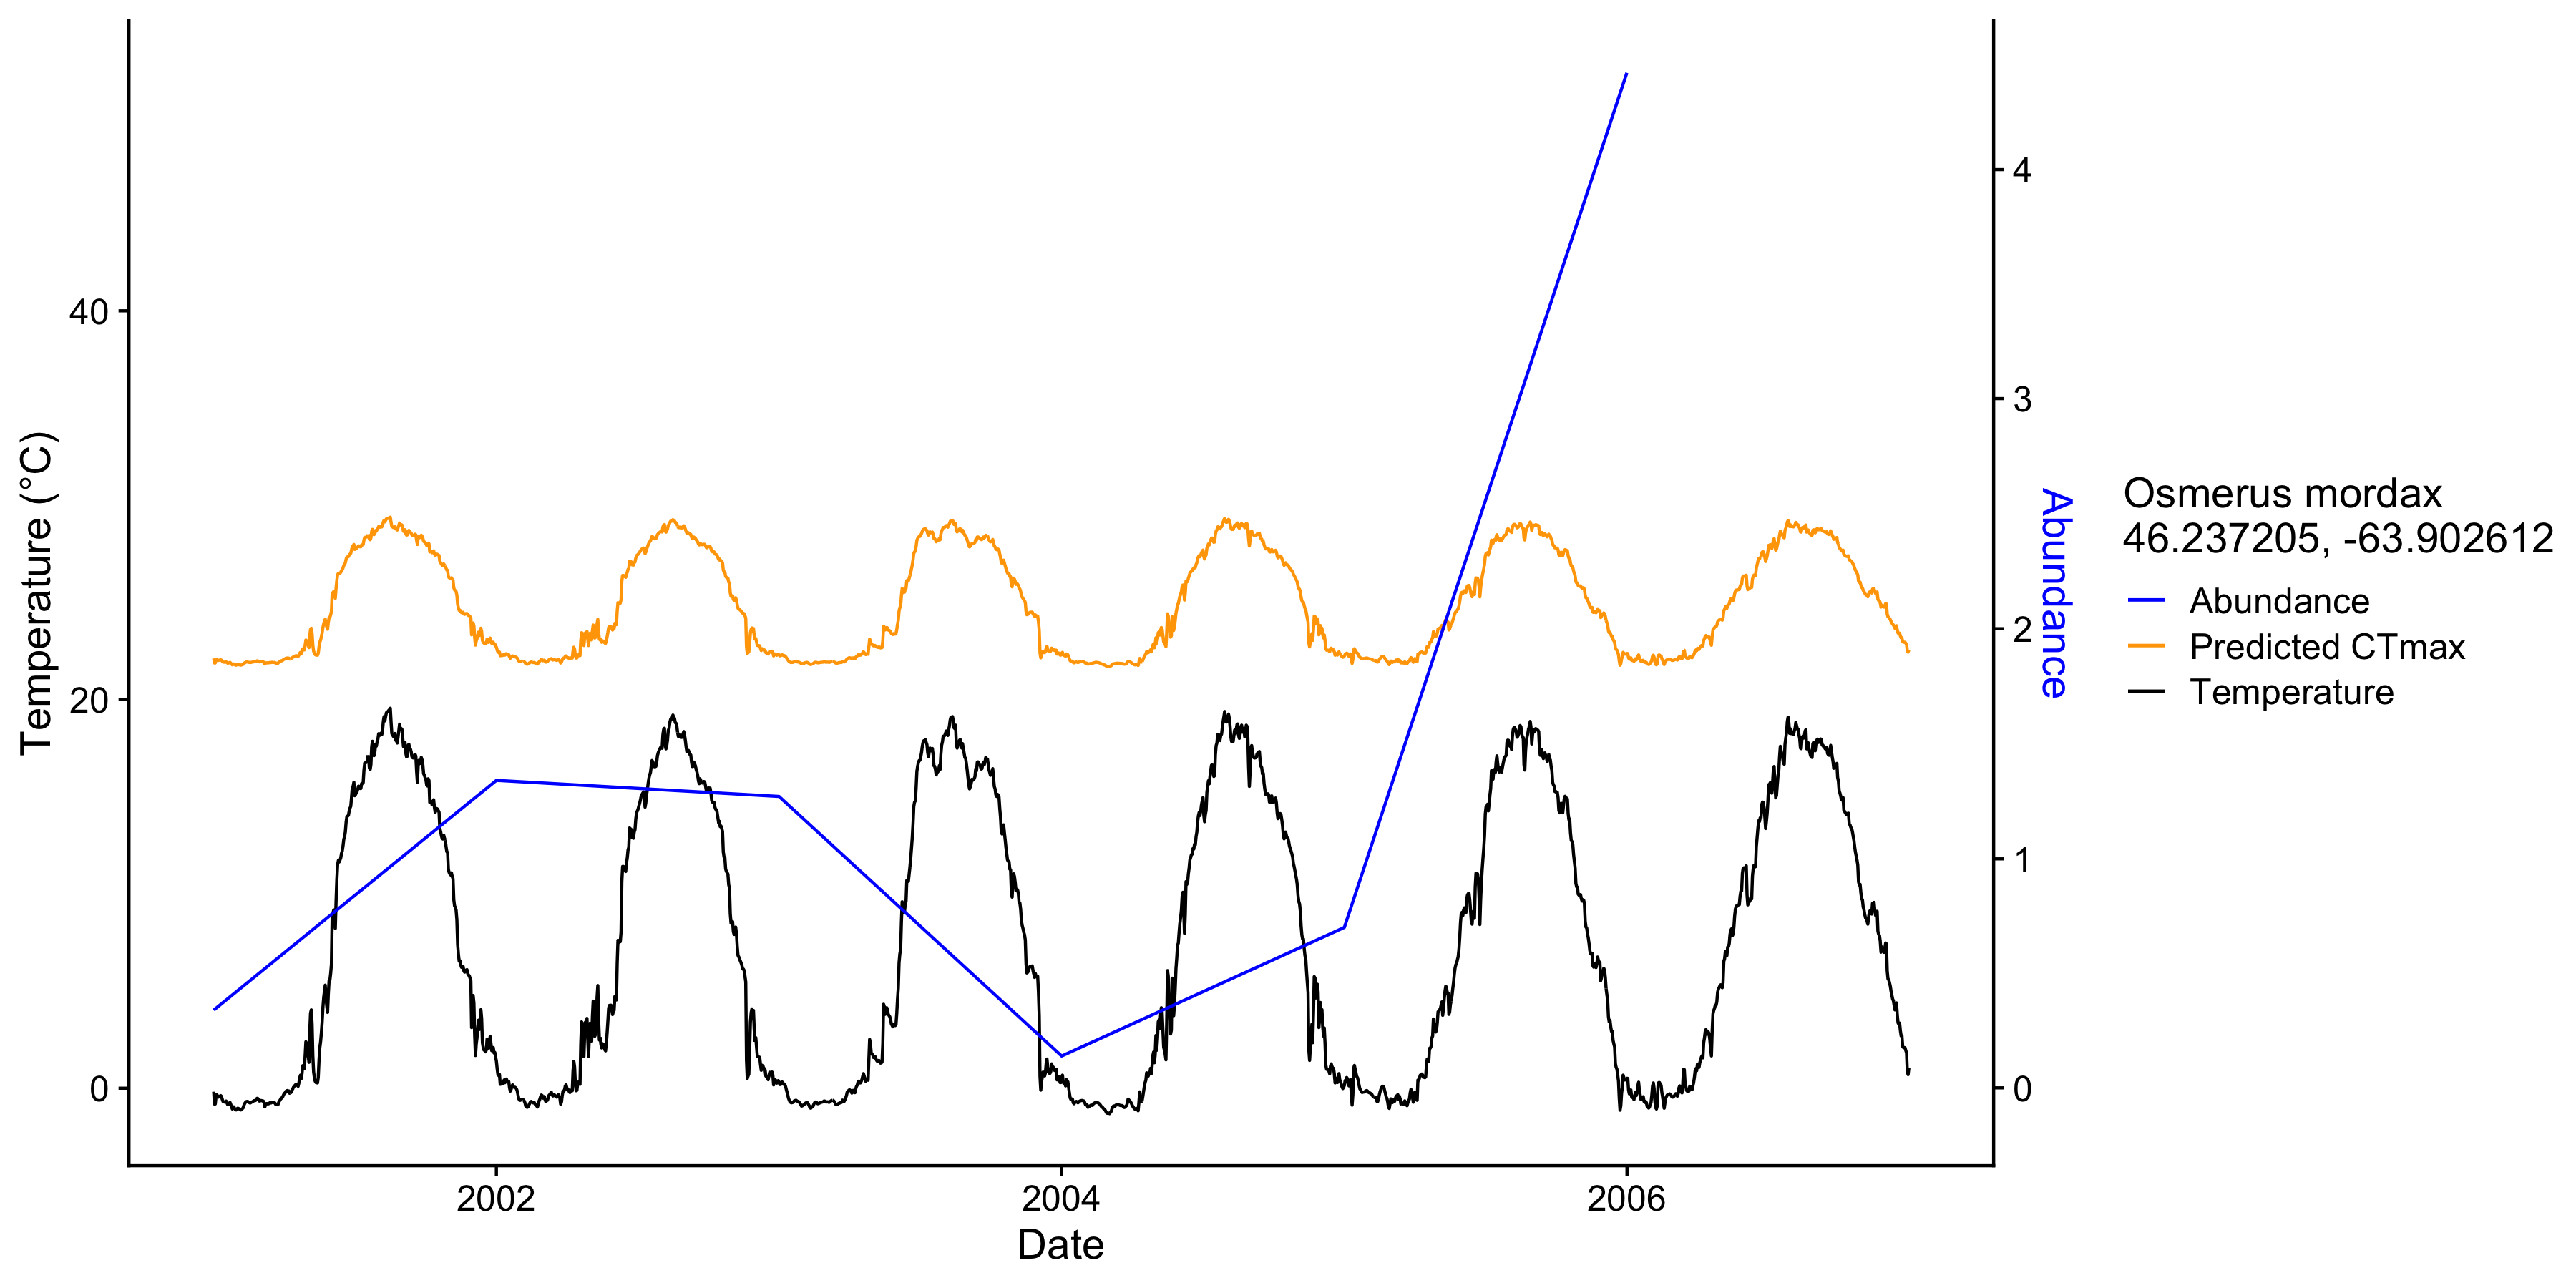 Temperature (°C)
40
20
0
2002
2004
2006
Date
4
3
2
1
0
Abundance
Osmerus mordax
46.237205, -63.902612
Abundance
Predicted CTmax
Temperature